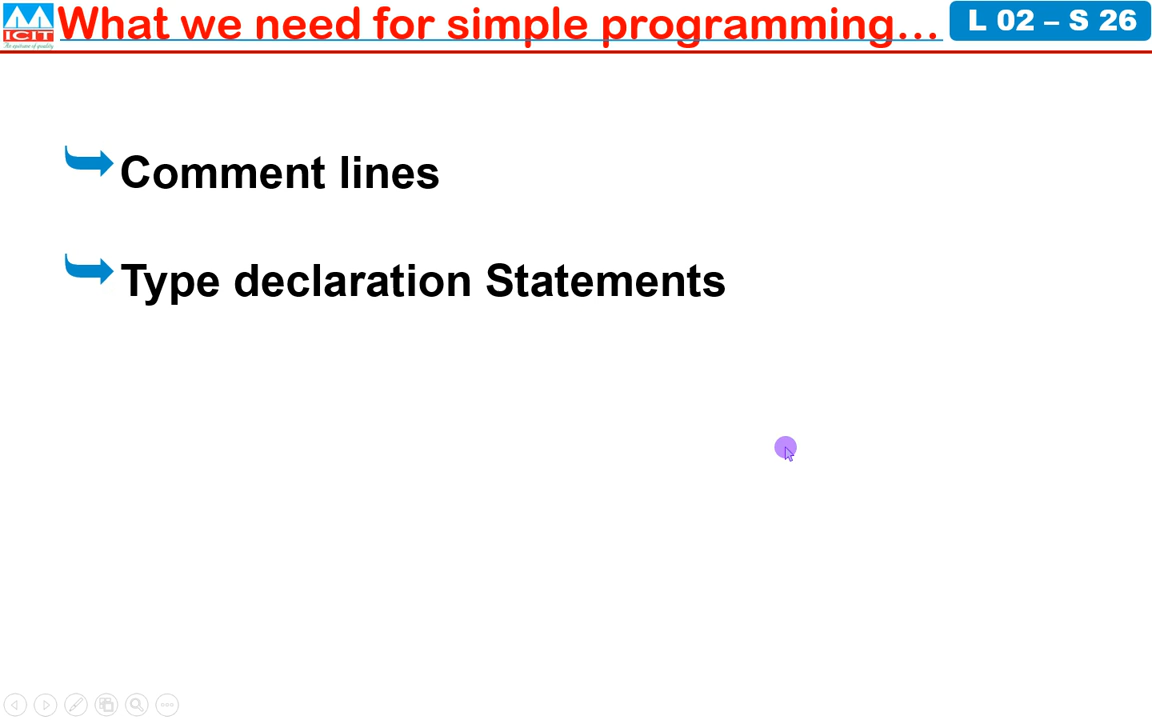 What we need for simple programming...
L 02 – S 26
ICIT
Comment lines
Type declaration Statements